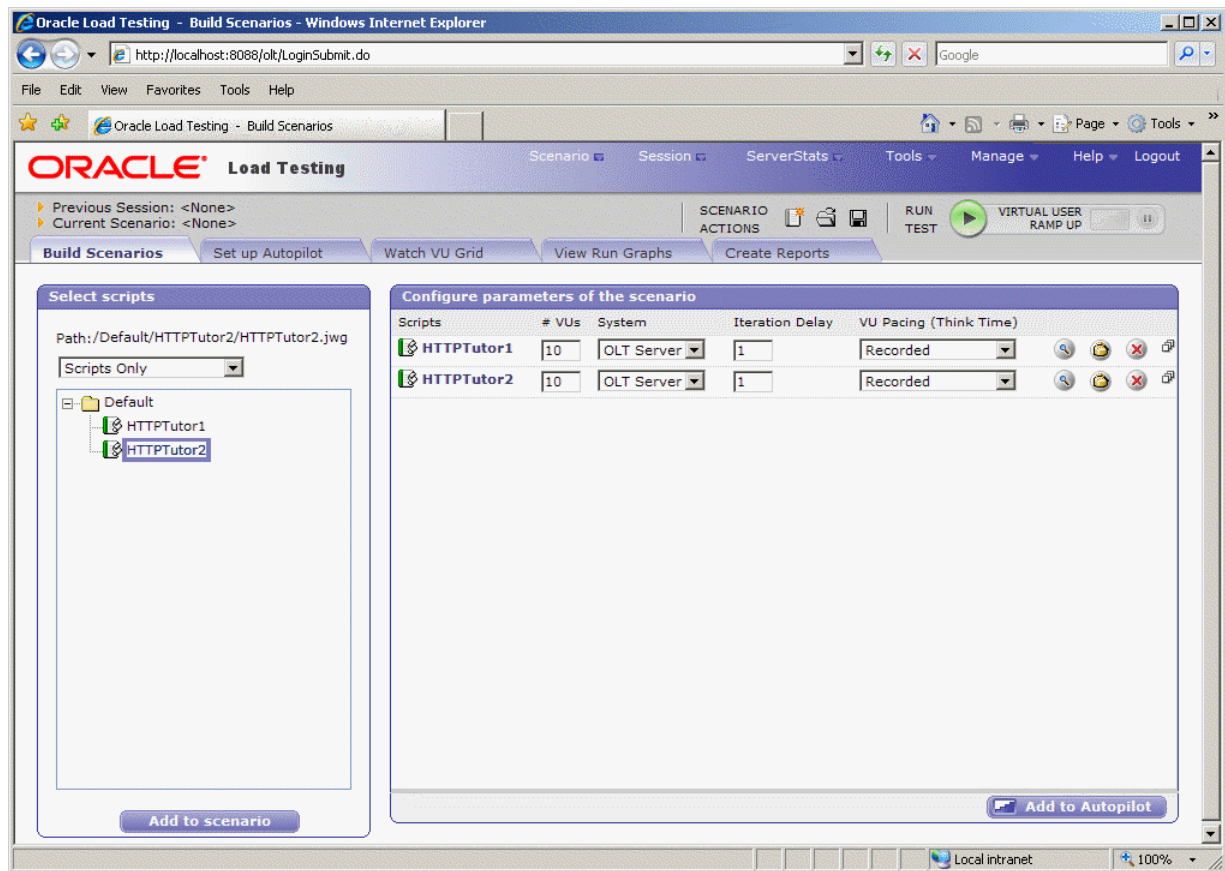 Oracle Load Testing - Build Scenarios - Windows Internet Explorer
http://localhost:8088/olt/LoginSubmit.do
Google
File Edit View Favorites Tools Help
Oracle Load Testing - Build Scenarios
Page Tools
ORACLE Load Testing
Scenario Session ServerStats Tools Manage Help Logout
Previous Session: <None>
Current Scenario: <None>
SCENARIO ACTIONS
RUN TEST
VIRTUAL USER RAMP UP
Build Scenarios Set up Autopilot Watch VU Grid View Run Graphs Create Reports
Select scripts
Path:/Default/HTTPTutor2/HTTPTutor2.jwg
Scripts Only
Default
HTTPTutor1
HTTPTutor2
Add to scenario
Configure parameters of the scenario
Scripts # VUs System Iteration Delay VU Pacing (Think Time)
HTTPTutor1 10 OLT Server 1 Recorded
HTTPTutor2 10 OLT Server 1 Recorded
Add to Autopilot
Local intranet 100%